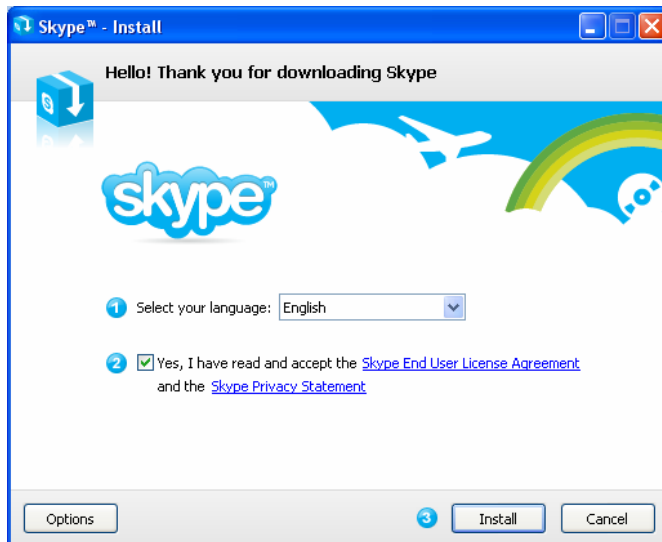 Skype™ - Install
Hello! Thank you for downloading Skype
S
skype™
1 Select your language: English
2 Yes, I have read and accept the Skype End User License Agreement
and the Skype Privacy Statement
Options 3 Install Cancel